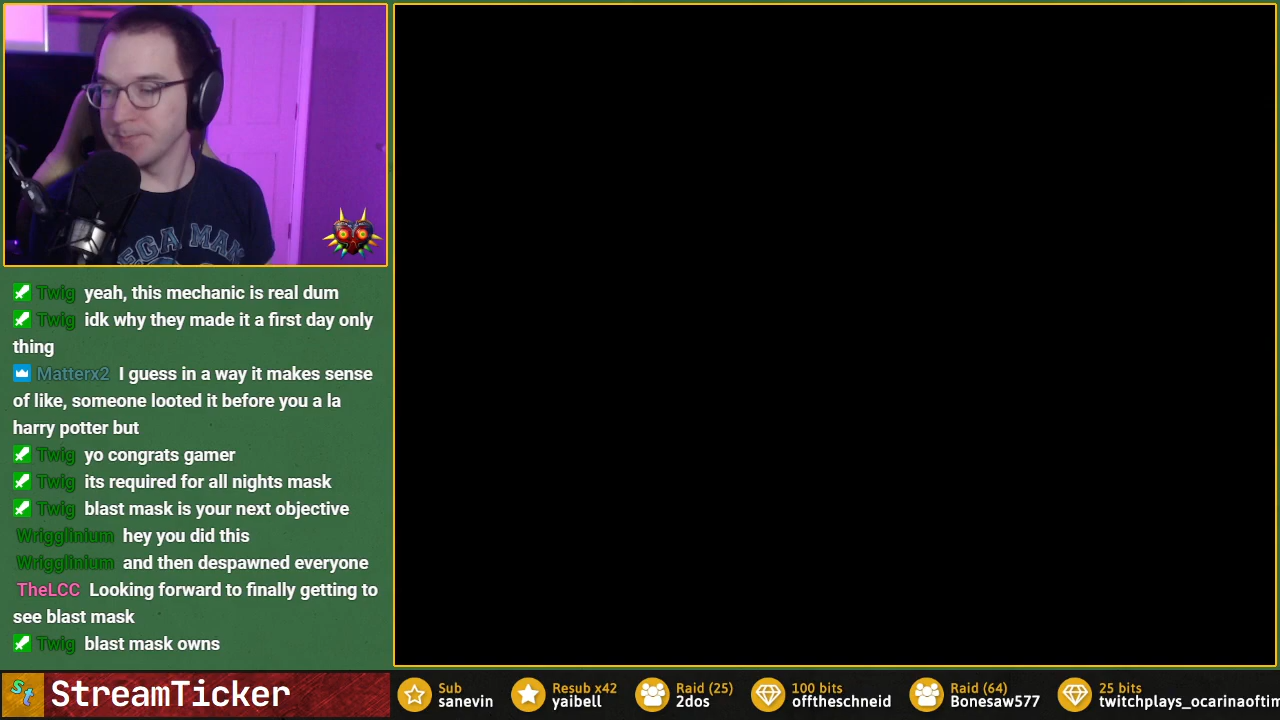 MEGA MAN
Twig yeah, this mechanic is real dum
Twig idk why they made it a first day only
thing
Matterx2 I guess in a way it makes sense
of like, someone looted it before you a la
harry potter but
Twig yo congrats gamer
Twig its required for all nights mask
Twig blast mask is your next objective
Wrigglinium hey you did this
Wrigglinium and then despawned everyone
TheLCC Looking forward to finally getting to
see blast mask
Twig blast mask owns
St StreamTicker
Sub
sanevin
Resub x42
yaibell
Raid (25)
2dos
100 bits
offtheschneid
Raid (64)
Bonesaw577
25 bits
twitchplays_ocarinaoftim